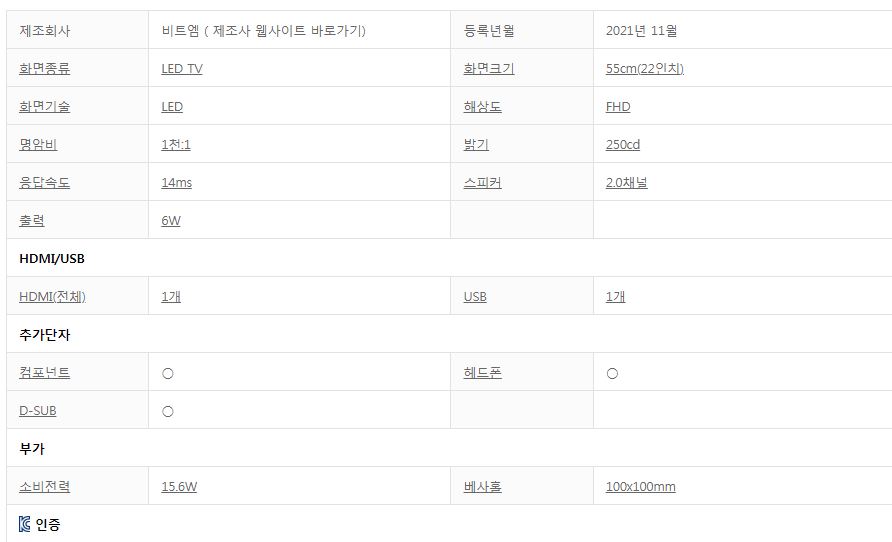 제조회사 비트엠 ( 제조사 웹사이트 바로가기) 등록년월 2021년 11월
화면종류 LED TV 화면크기 55cm(22인치)
화면기술 LED 해상도 FHD
명암비 1천:1 밝기 250cd
응답속도 14ms 스피커 2.0채널
출력 6W
HDMI/USB
HDMI(전체) 1개 USB 1개
추가단자
컴포넌트 ○ 헤드폰 ○
D-SUB ○
부가
소비전력 15.6W 베사홀 100x100mm
인증